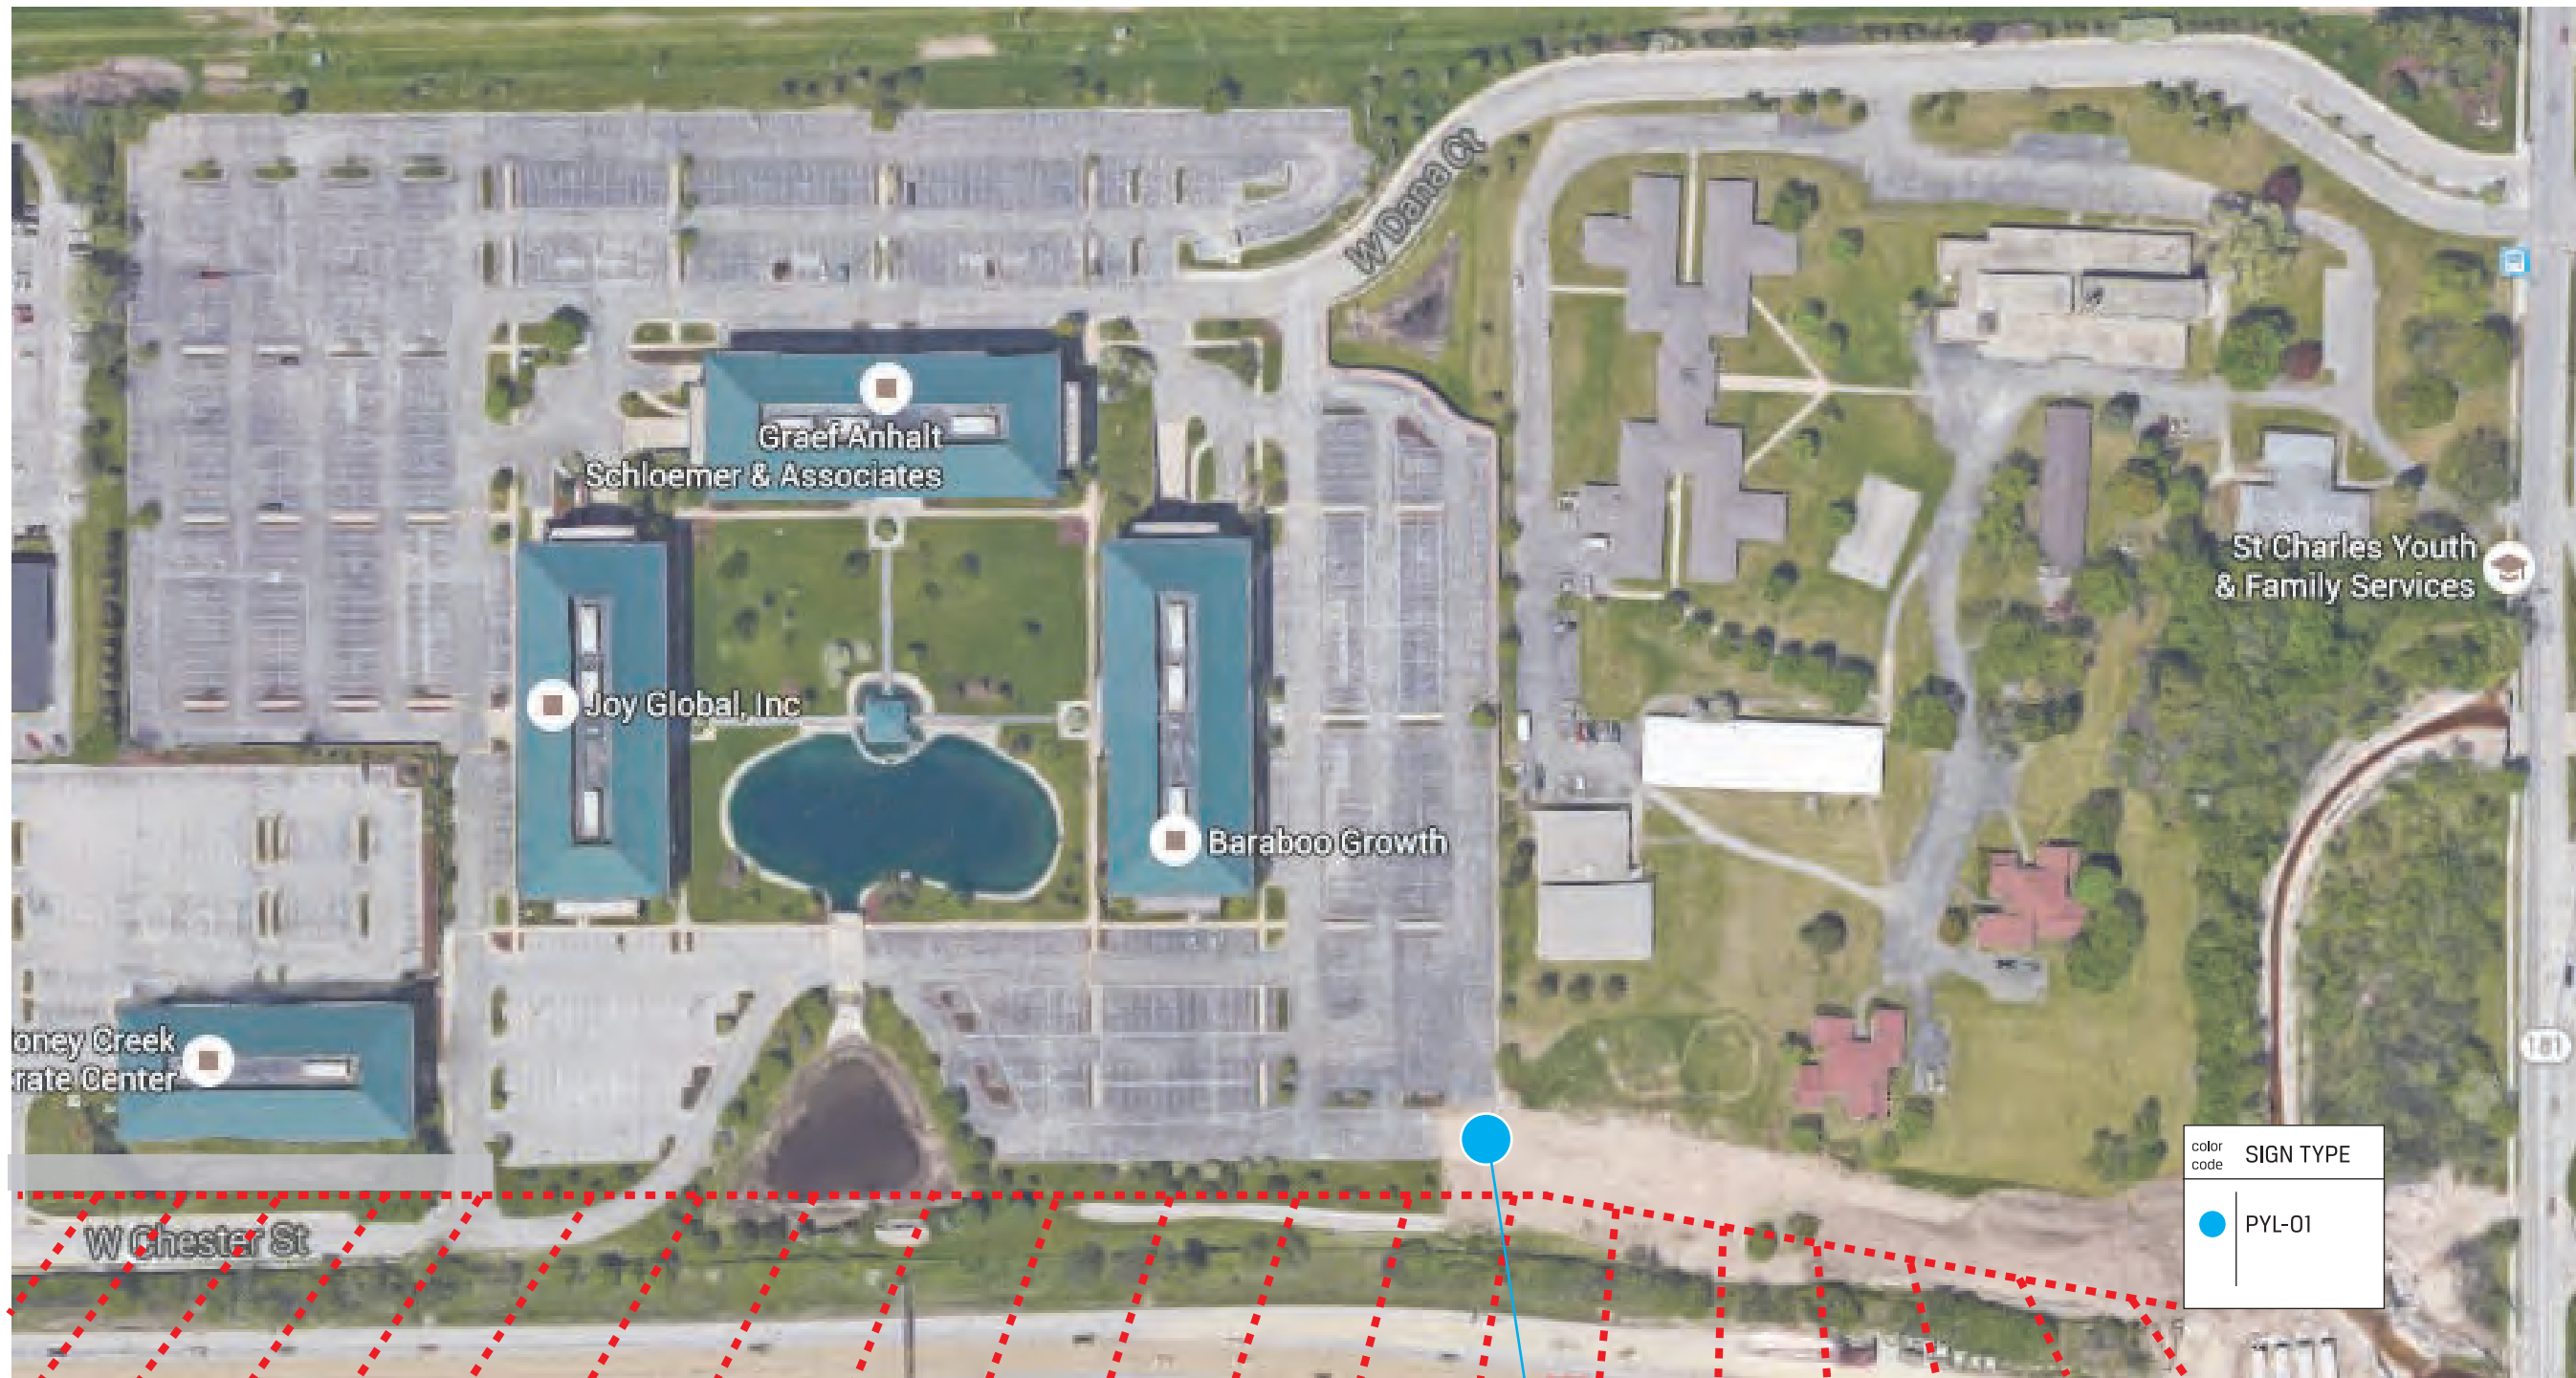 W Dana Ct
Graef Anhalt
Schloemer & Associates
St Charles Youth
& Family Services
Joy Global, Inc
Baraboo Growth
oney Creek
rate Center
181
color
code
SIGN TYPE
PYL-01
W Chester St